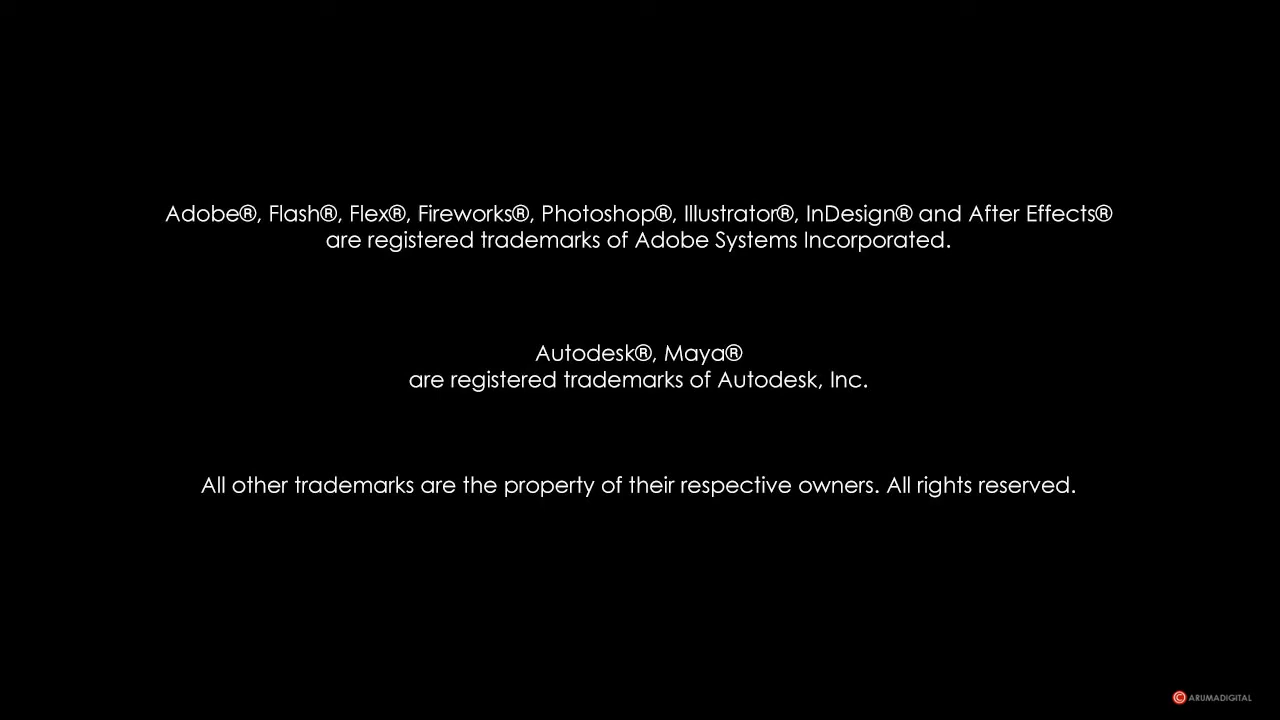 Adobe®, Flash®, Flex®, Fireworks®, Photoshop®, Illustrator®, InDesign® and After Effects®
are registered trademarks of Adobe Systems Incorporated.
Autodesk®, Maya®
are registered trademarks of Autodesk, Inc.
All other trademarks are the property of their respective owners. All rights reserved.
© ARUMADIGITAL